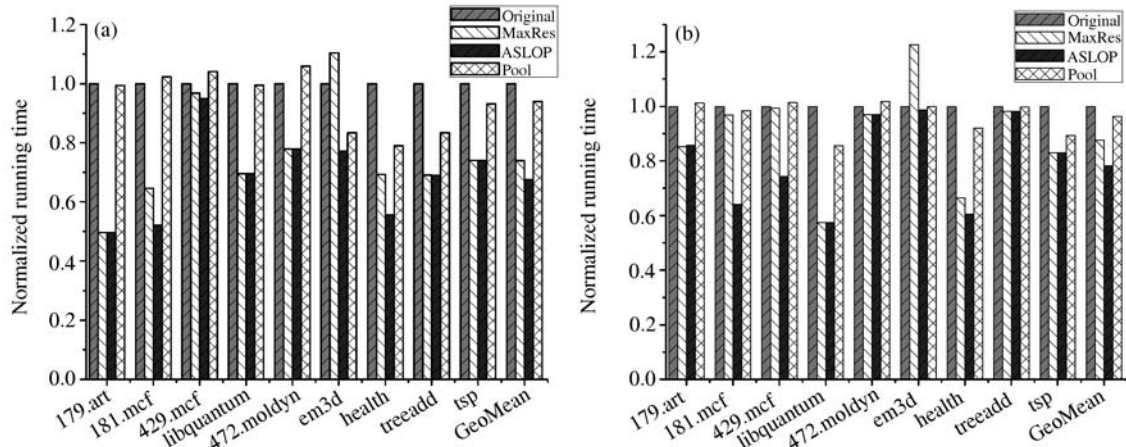 (a)
Original
MaxRes
ASLOP
Pool
Normalized running time
1.2
1.0
0.8
0.6
0.4
0.2
0.0
179.art
181.mcf
429.mcf
libquantum
472.moldyn
em3d
health
treeadd
tsp
GeoMean
(b)
Original
MaxRes
ASLOP
Pool
Normalized running time
1.2
1.0
0.8
0.6
0.4
0.2
0.0
179.art
181.mcf
429.mcf
libquantum
472.moldyn
em3d
health
treeadd
tsp
GeoMean